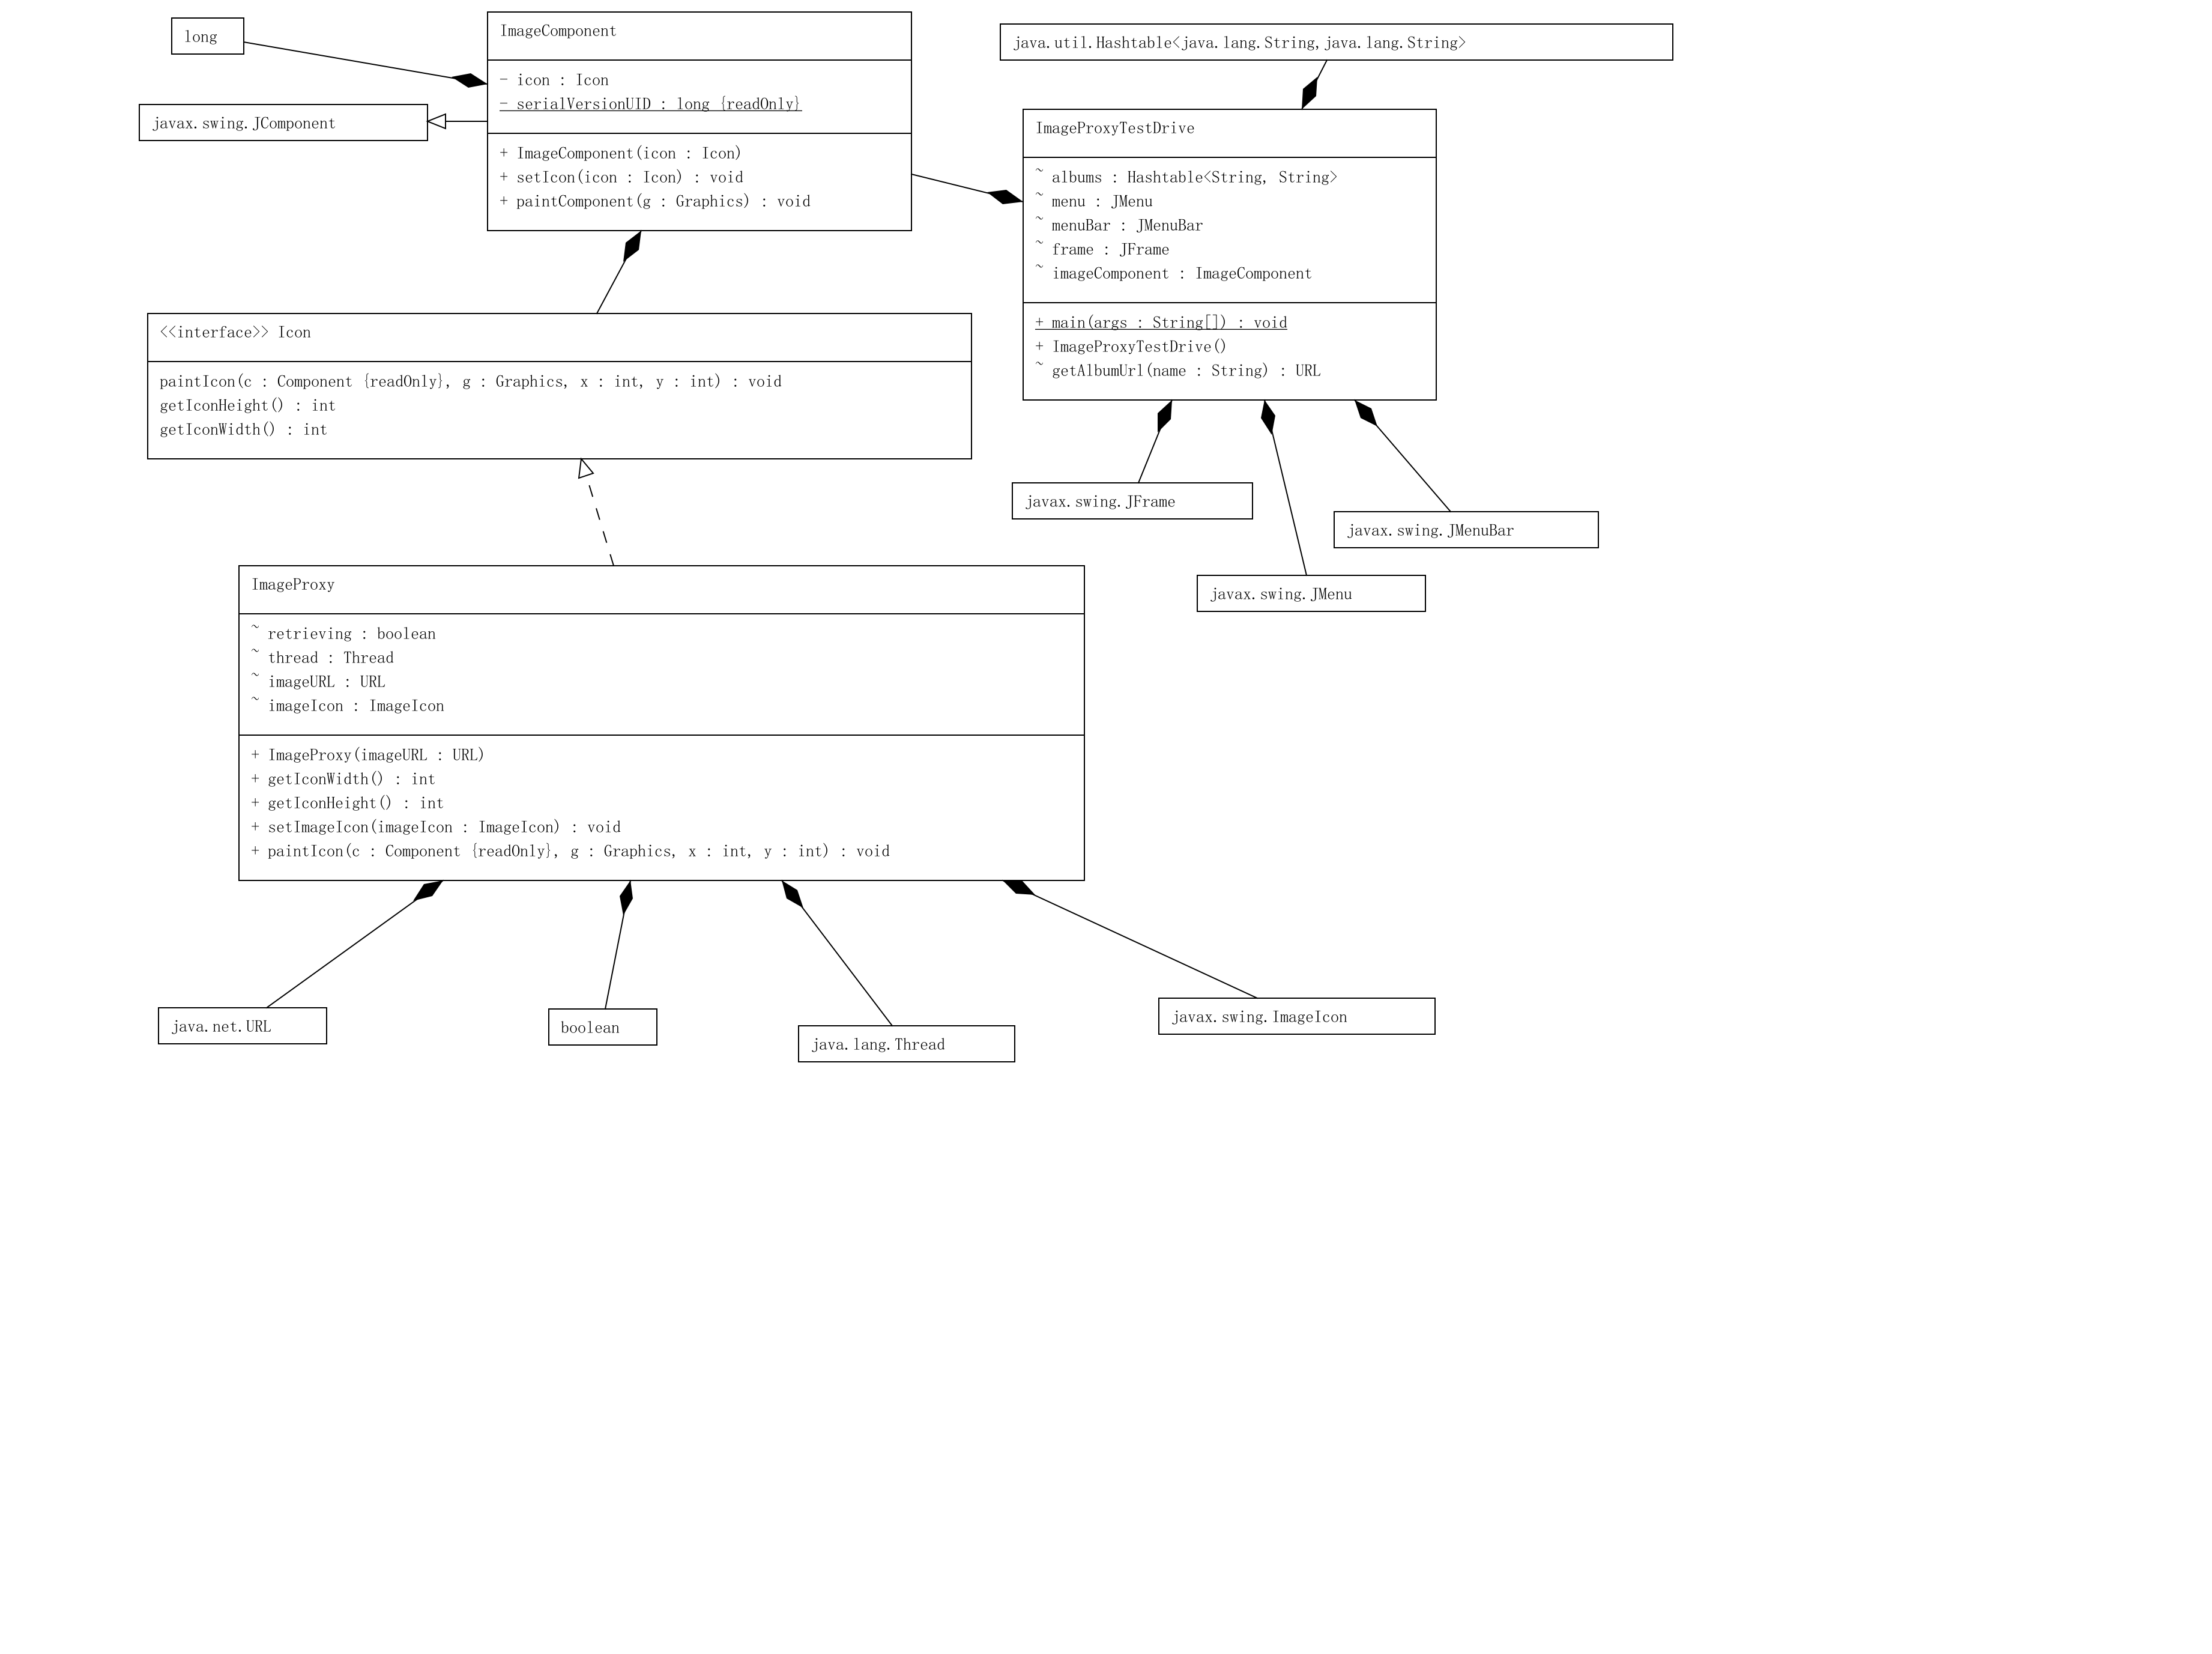 long
javax.swing.JComponent
ImageComponent
- icon : Icon
- serialVersionUID : long {readOnly}
+ ImageComponent(icon : Icon)
+ setIcon(icon : Icon) : void
+ paintComponent(g : Graphics) : void
java.util.Hashtable<java.lang.String,java.lang.String>
ImageProxyTestDrive
~ albums : Hashtable<String, String>
~ menu : JMenu
~ menuBar : JMenuBar
~ frame : JFrame
~ imageComponent : ImageComponent
+ main(args : String[]) : void
+ ImageProxyTestDrive()
~ getAlbumUrl(name : String) : URL
<<interface>> Icon
paintIcon(c : Component {readOnly}, g : Graphics, x : int, y : int) : void
getIconHeight() : int
getIconWidth() : int
javax.swing.JFrame
javax.swing.JMenuBar
javax.swing.JMenu
ImageProxy
~ retrieving : boolean
~ thread : Thread
~ imageURL : URL
~ imageIcon : ImageIcon
+ ImageProxy(imageURL : URL)
+ getIconWidth() : int
+ getIconHeight() : int
+ setImageIcon(imageIcon : ImageIcon) : void
+ paintIcon(c : Component {readOnly}, g : Graphics, x : int, y : int) : void
java.net.URL
boolean
java.lang.Thread
javax.swing.ImageIcon